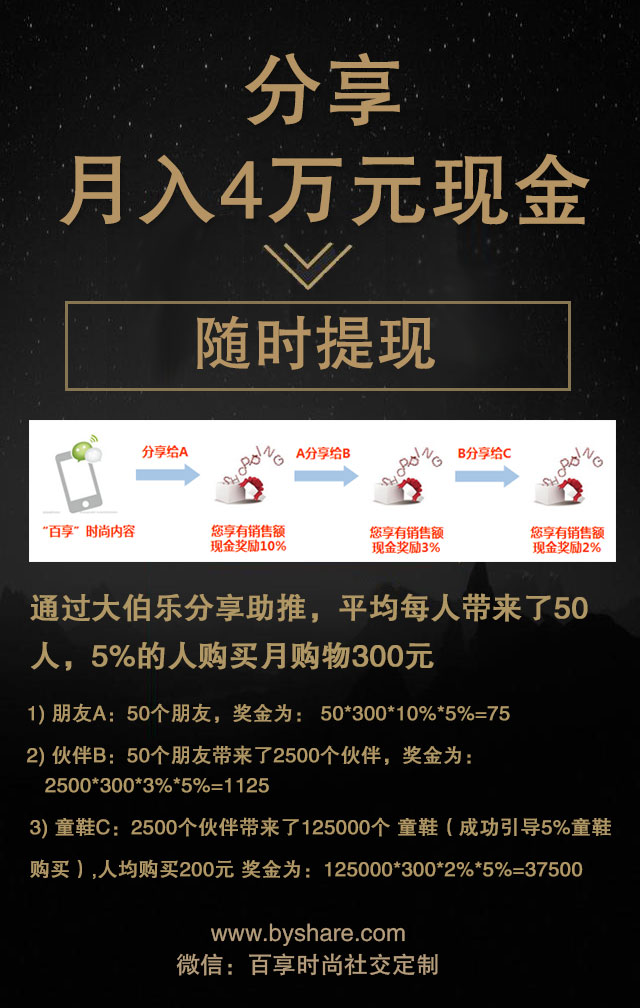 分享
月入4万元现金
随时提现
分享给A
A分享给B
B分享给C
SHOPPING
SHOPPING
SHOPPING
“百享”时尚内容
您享有销售额
现金奖励10%
您享有销售额
现金奖励3%
您享有销售额
现金奖励2%
通过大伯乐分享助推，平均每人带来了50
人，5%的人购买月购物300元
1) 朋友A：50个朋友，奖金为： 50*300*10%*5%=75
2) 伙伴B：50个朋友带来了2500个伙伴，奖金为：
2500*300*3%*5%=1125
3) 童鞋C：2500个伙伴带来了125000个 童鞋（成功引导5%童鞋
购买）,人均购买200元 奖金为：125000*300*2%*5%=37500
www.byshare.com
微信：百享时尚社交定制